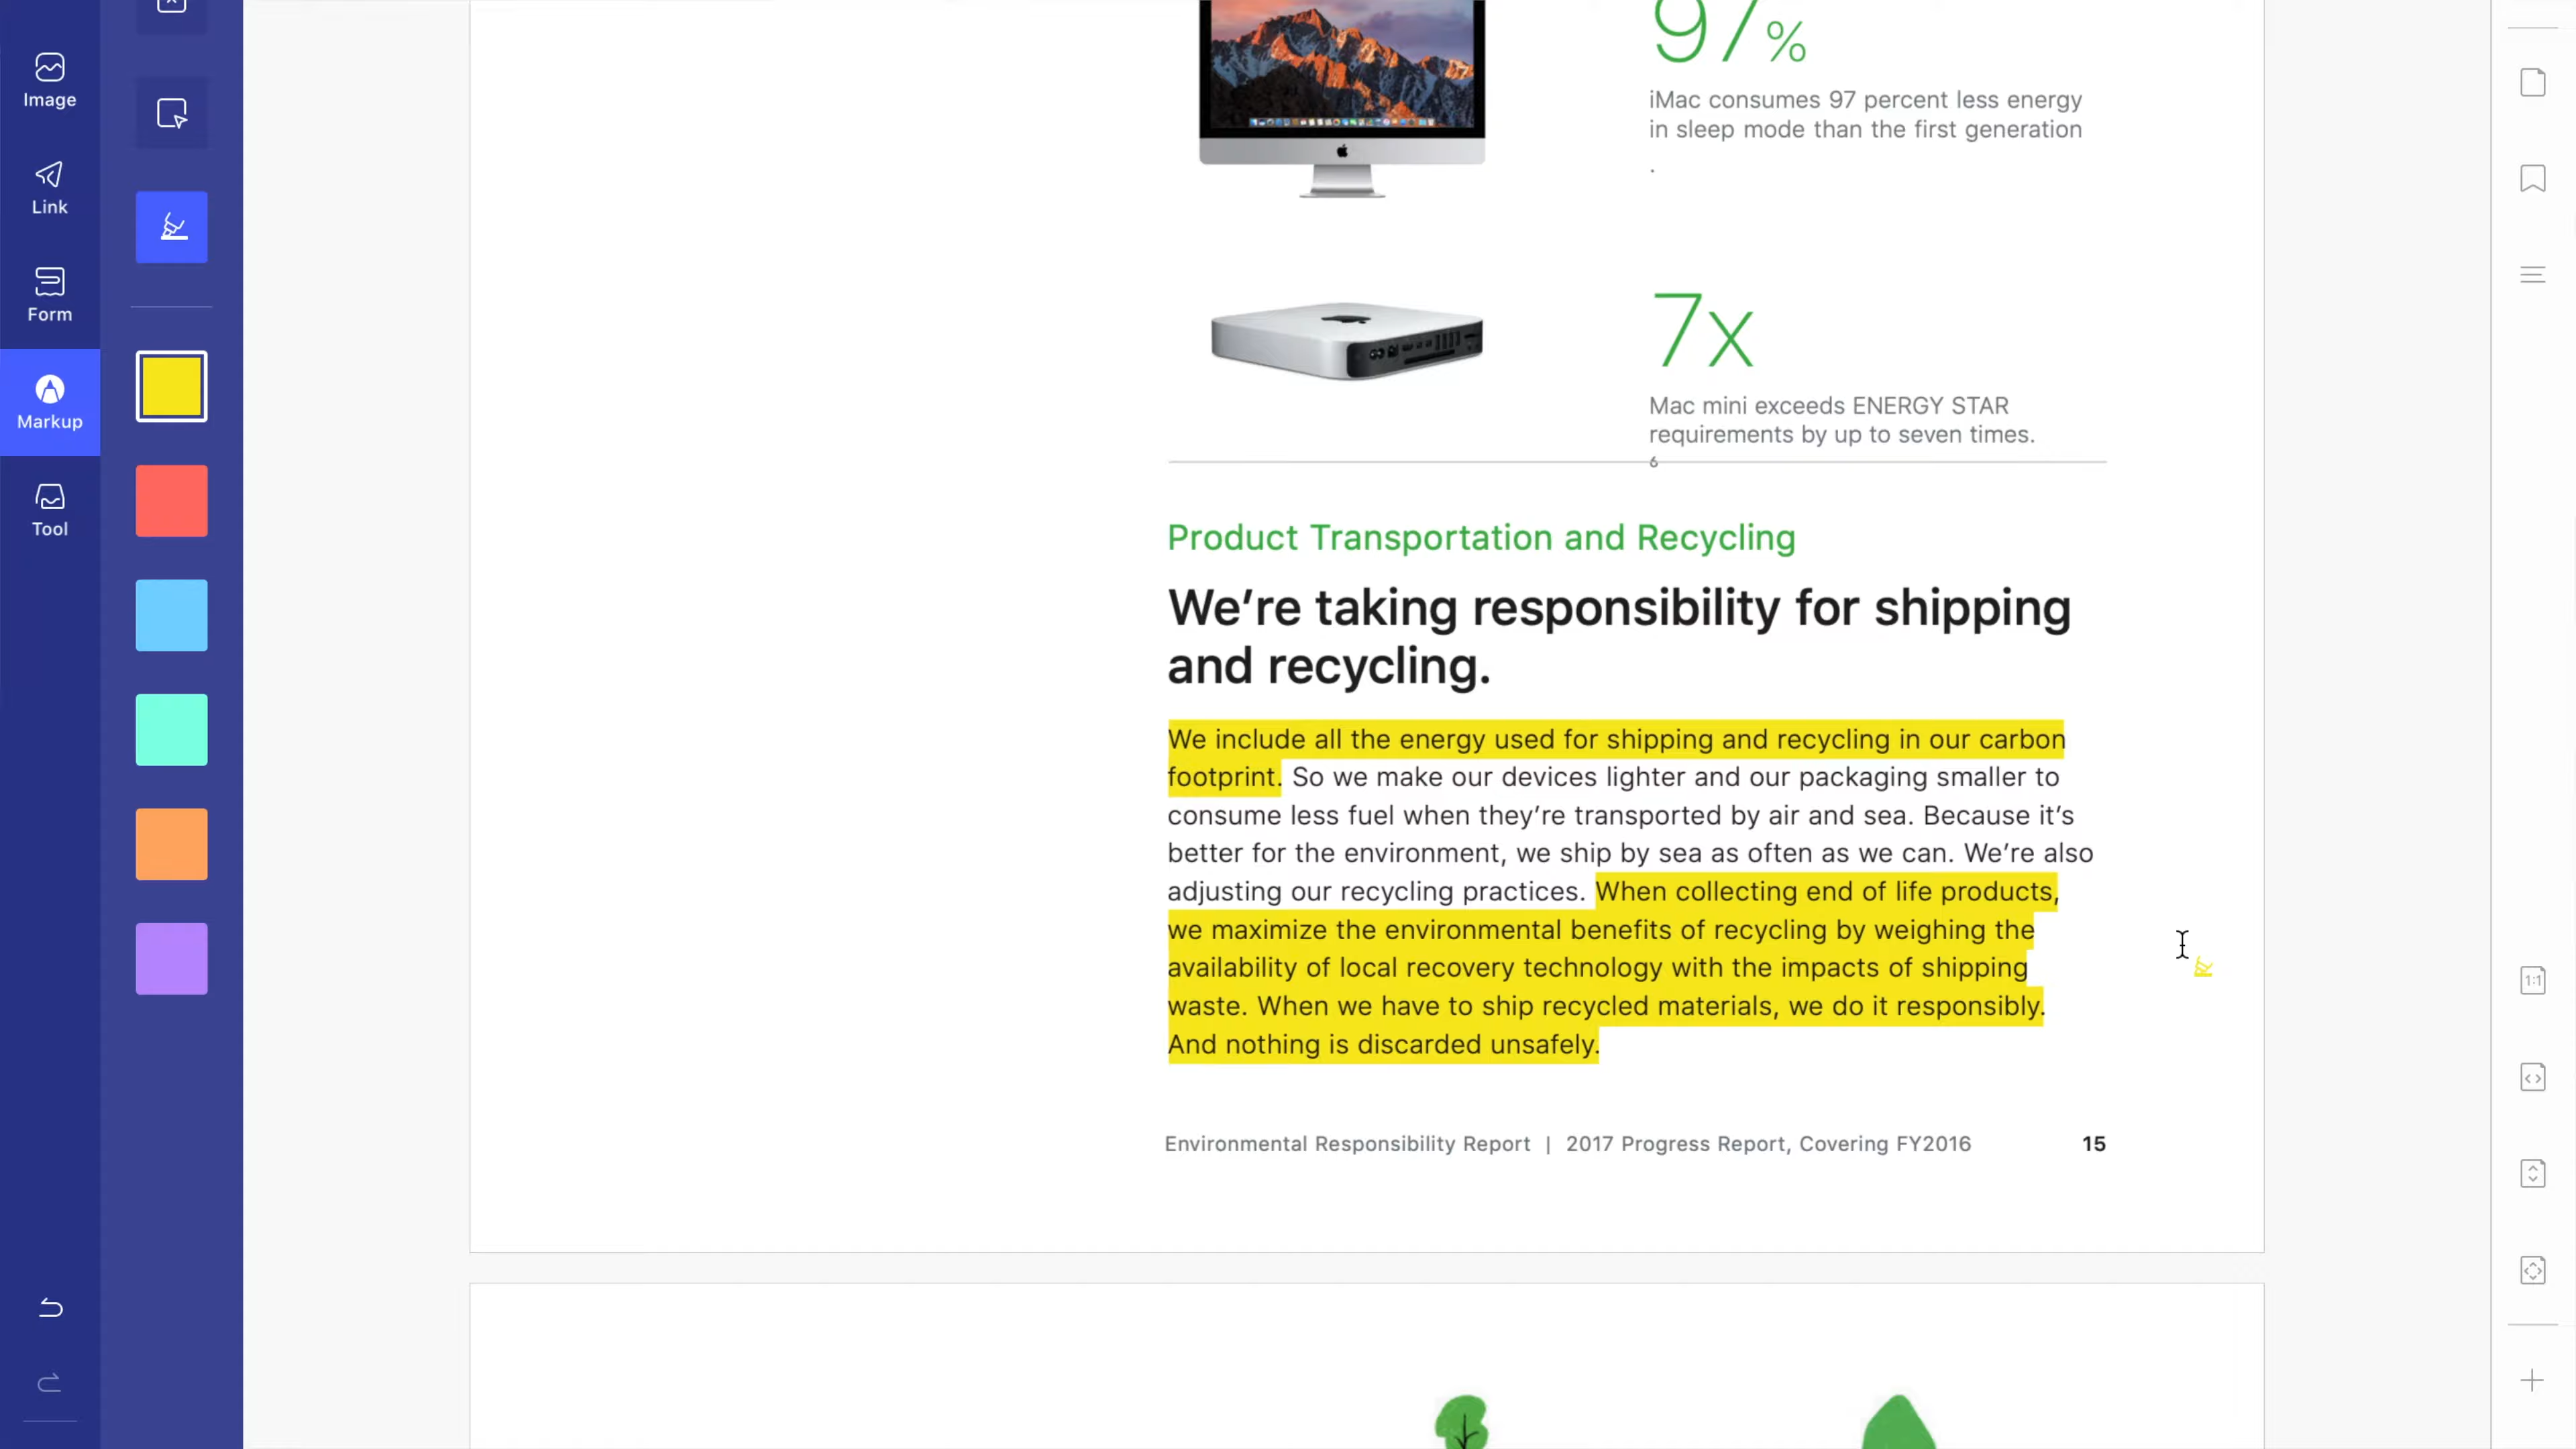 Image
Link
Form
Markup
Tool
97%
iMac consumes 97 percent less energy
in sleep mode than the first generation
.
7x
Mac mini exceeds ENERGY STAR
requirements by up to seven times.
6
Product Transportation and Recycling
We’re taking responsibility for shipping
and recycling.
We include all the energy used for shipping and recycling in our carbon
footprint. So we make our devices lighter and our packaging smaller to
consume less fuel when they’re transported by air and sea. Because it’s
better for the environment, we ship by sea as often as we can. We’re also
adjusting our recycling practices. When collecting end of life products,
we maximize the environmental benefits of recycling by weighing the
availability of local recovery technology with the impacts of shipping
waste. When we have to ship recycled materials, we do it responsibly.
And nothing is discarded unsafely.
Environmental Responsibility Report | 2017 Progress Report, Covering FY2016 15
1:1